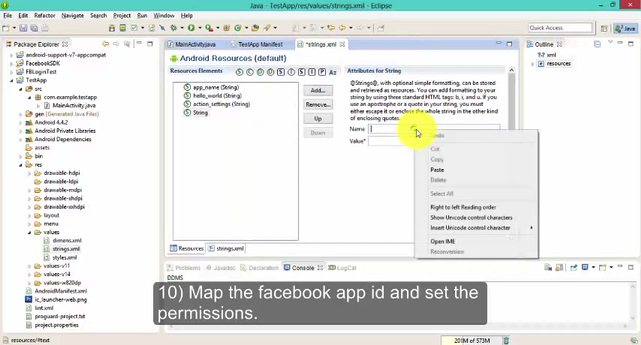 Java - TestApp/res/values/strings.xml - Eclipse
File Edit Refactor Navigate Search Project Run Window Help
Quick Access
Java
Package Explorer
android-support-v7-appcompat
FacebookSDK
FBLoginTest
TestApp
src
com.example.testapp
MainActivity.java
gen [Generated Java Files]
Android 4.4.2
Android Private Libraries
Android Dependencies
assets
bin
res
drawable-hdpi
drawable-ldpi
drawable-mdpi
drawable-xhdpi
drawable-xxhdpi
layout
menu
values
dimens.xml
strings.xml
styles.xml
values-v11
values-v14
values-w820dp
AndroidManifest.xml
ic_launcher-web.png
lint.xml
proguard-project.txt
project.properties
MainActivity.java
TestApp Manifest
*strings.xml
Android Resources (default)
Resources Elements
app_name (String)
hello_world (String)
action_settings (String)
String
Add...
Remove...
Up
Down
Attributes for String
@Strings@, with optional simple formatting, can be stored
and retrieved as resources. You can add formatting to
your string by using three standard HTML tags: b, i, and u. If you
use an apostrophe or a quote in your string, you must
either escape it or enclose the whole string in the other kind
of enclosing quotes.
Name
Value*
Undo
Cut
Copy
Paste
Delete
Select All
Right to left Reading order
Show Unicode control characters
Insert Unicode control character
Open IME
Reconversion
Resources
strings.xml
Outline
resources
Problems
Javadoc
Declaration
Console
LogCat
DDMS
10) Map the facebook app id and set the
permissions.
resources/#text
201M of 573M